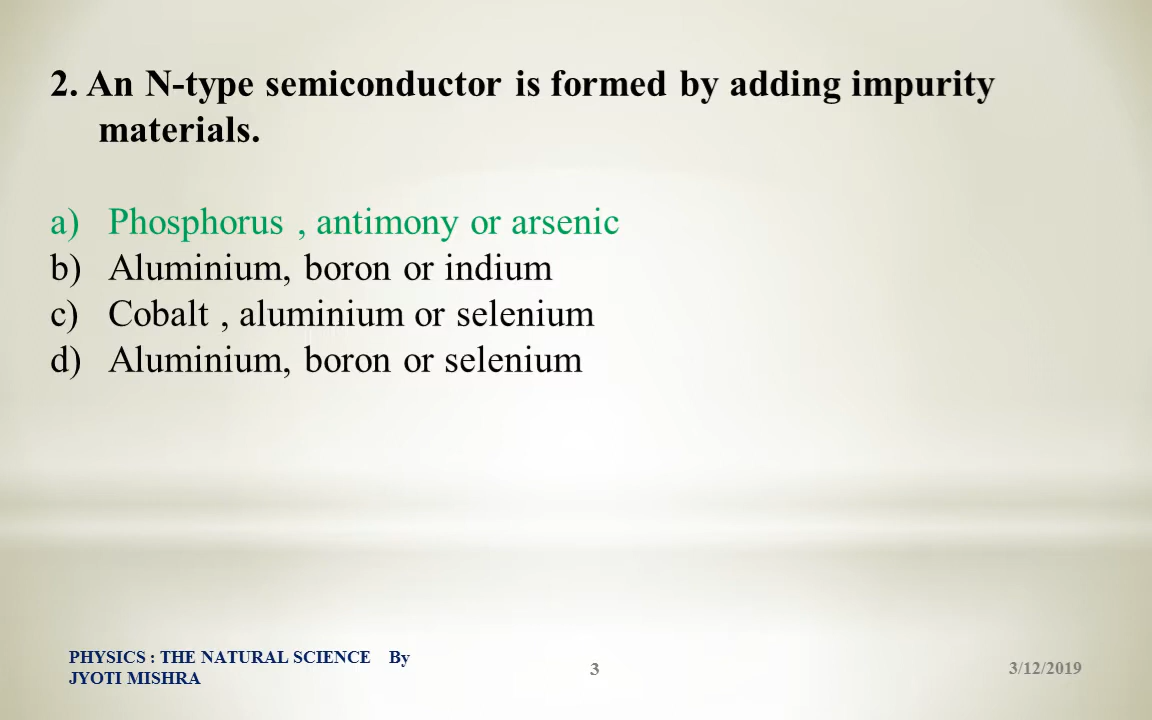 2. An N-type semiconductor is formed by adding impurity
materials.
a) Phosphorus , antimony or arsenic
b) Aluminium, boron or indium
c) Cobalt , aluminium or selenium
d) Aluminium, boron or selenium
PHYSICS : THE NATURAL SCIENCE By
JYOTI MISHRA
3
3/12/2019